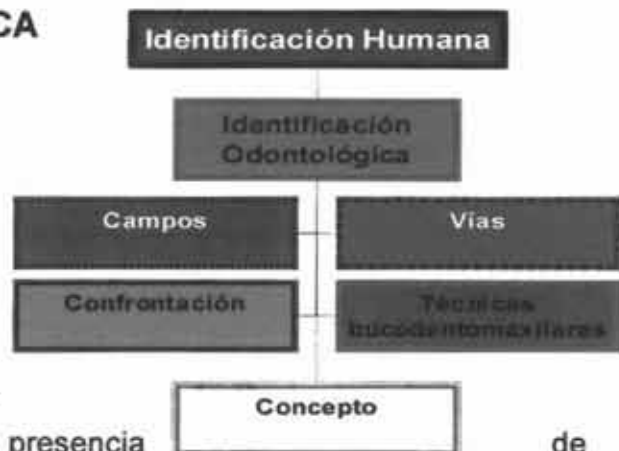 CA
Identificación Humana
Identificación
Odontológica
Campos
Vías
Confrontación
Técnicas
bucodentomaxilares
Concepto
presencia de